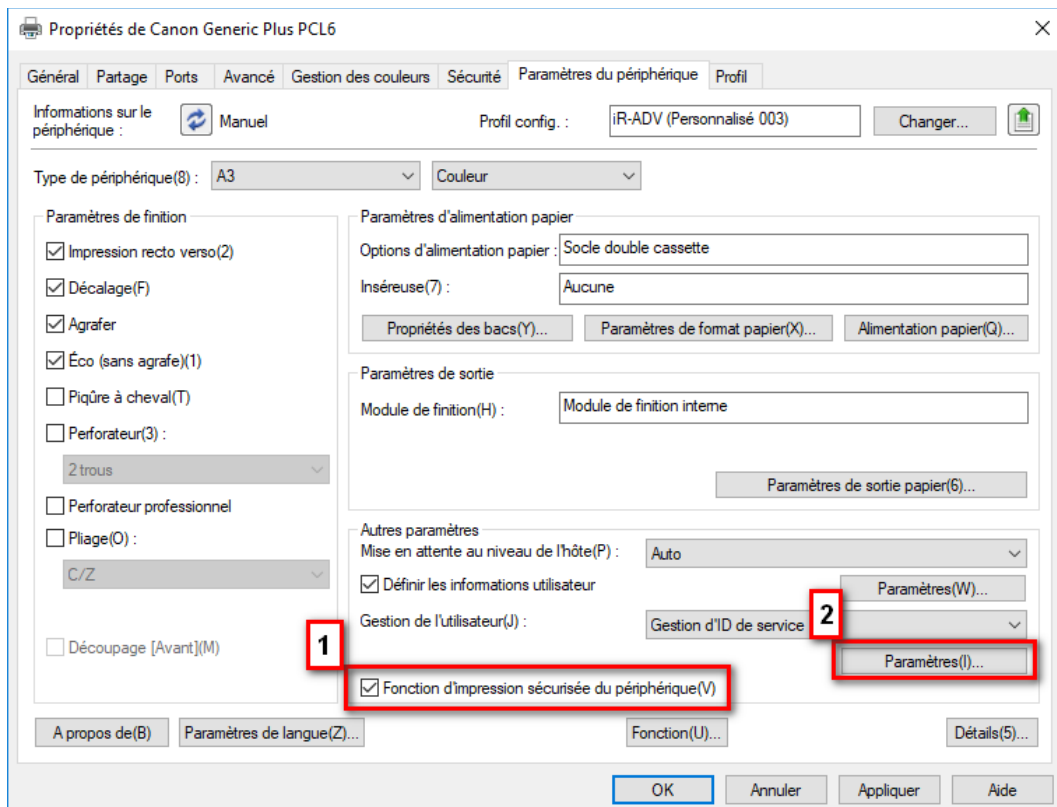 Propriétés de Canon Generic Plus PCL6
Général Partage Ports Avancé Gestion des couleurs Sécurité Paramètres du périphérique Profil
Informations sur le
périphérique :
Manuel
Profil config. :
iR-ADV (Personnalisé 003)
Changer...
Type de périphérique(8) :
A3
Couleur
Paramètres de finition
Impression recto verso(2)
Décalage(F)
Agrafer
Éco (sans agrafe)(1)
Piqûre à cheval(T)
Perforateur(3) :
2 trous
Perforateur professionnel
Pliage(O) :
C/Z
Découpage [Avant](M)
Paramètres d'alimentation papier
Options d'alimentation papier :
Socle double cassette
Inséreuse(7) :
Aucune
Propriétés des bacs(Y)...
Paramètres de format papier(X)...
Alimentation papier(Q)...
Paramètres de sortie
Module de finition(H) :
Module de finition interne
Paramètres de sortie papier(6)...
Autres paramètres
Mise en attente au niveau de l'hôte(P) :
Auto
Définir les informations utilisateur
Paramètres(W)...
Gestion de l'utilisateur(J) :
Gestion d'ID de service
2
Paramètres(I)...
1
Fonction d'impression sécurisée du périphérique(V)
A propos de(B)
Paramètres de langue(Z)...
Fonction(U)...
Détails(5)...
OK
Annuler
Appliquer
Aide